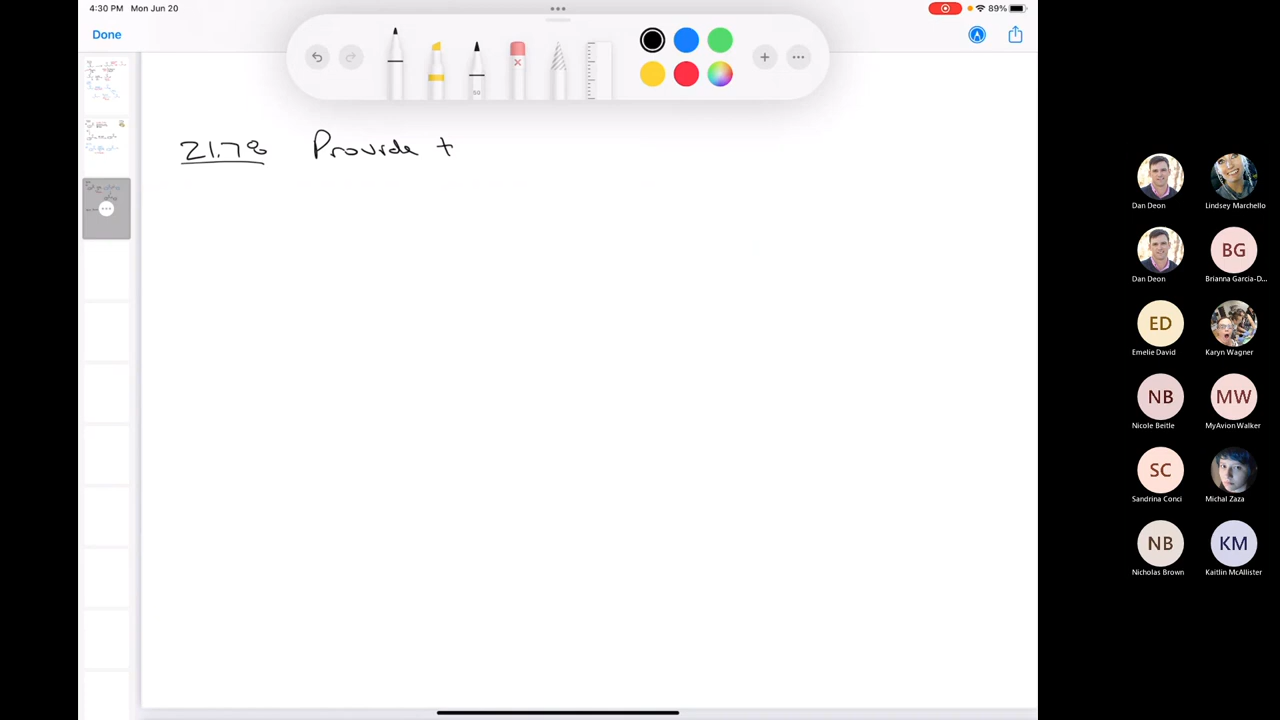 4:30 PM Mon Jun 20
89%
Done
21.78 Provide t
50
Dan Deon
Lindsey Marchello
BG
Dan Deon
Brianna Garcia-D...
ED
Emelie David
Karyn Wagner
NB
MW
Nicole Beitle
MyAvion Walker
SC
Sandrina Conci
Michal Zaza
NB
KM
Nicholas Brown
Kaitlin McAllister